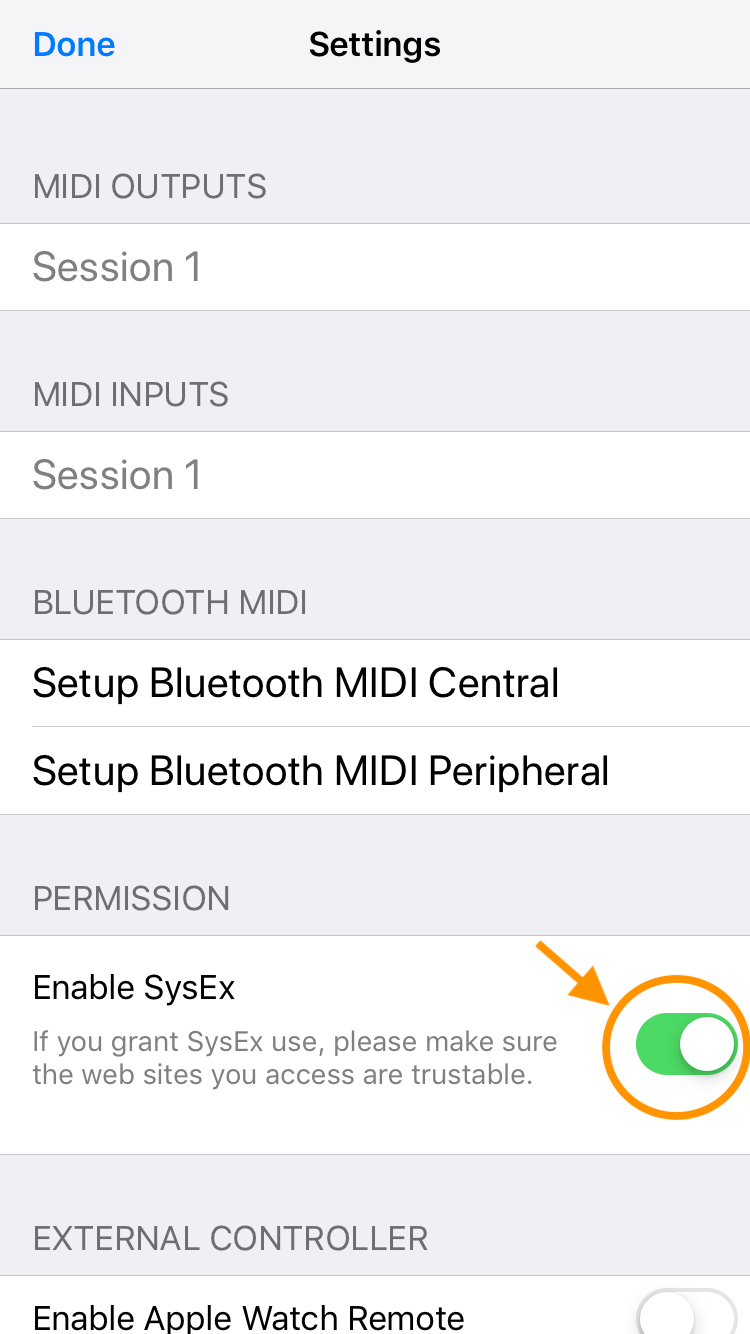 Done
Settings
MIDI OUTPUTS
Session 1
MIDI INPUTS
Session 1
BLUETOOTH MIDI
Setup Bluetooth MIDI Central
Setup Bluetooth MIDI Peripheral
PERMISSION
Enable SysEx
If you grant SysEx use, please make sure
the web sites you access are trustable.
EXTERNAL CONTROLLER
Enable Apple Watch Remote